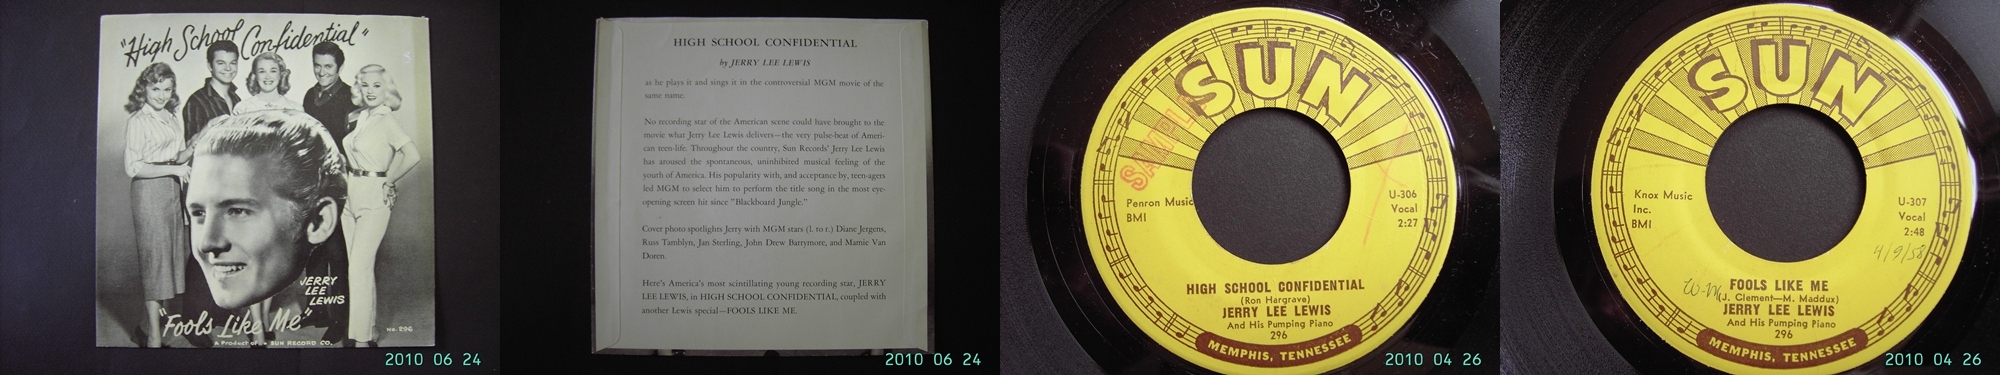 "High School Confidential"
JERRY
LEE
LEWIS
"Fools Like Me"
No. 296
A Product of SUN RECORD CO.
2010 06 24
HIGH SCHOOL CONFIDENTIAL
by JERRY LEE LEWIS
as he plays it and sings it in the controversial MGM movie of the
same name.
No recording star of the American scene could have brought to the
movie what Jerry Lee Lewis delivers—the very pulse-beat of Ameri-
can teen-life. Throughout the country, Sun Records' Jerry Lee Lewis
has aroused the spontaneous, uninhibited musical feeling of the
youth of America. His popularity with, and acceptance by, teen-agers
led MGM to select him to perform the title song in the most eye-
opening screen hit since "Blackboard Jungle."
Cover photo spotlights Jerry with MGM stars (l. to r.) Diane Jergens,
Russ Tamblyn, Jan Sterling, John Drew Barrymore, and Mamie Van
Doren.
Here's America's most scintillating young recording star, JERRY
LEE LEWIS, in HIGH SCHOOL CONFIDENTIAL, coupled with
another Lewis special—FOOLS LIKE ME.
2010 06 24
SUN
SAMPLE
Penron Music
BMI
U-306
Vocal
2:27
HIGH SCHOOL CONFIDENTIAL
(Ron Hargrave)
JERRY LEE LEWIS
And His Pumping Piano
296
MEMPHIS, TENNESSEE
2010 04 26
SUN
Knox Music
Inc.
BMI
U-307
Vocal
2:48
4/9/58
FOOLS LIKE ME
(J. Clement—M. Maddux)
JERRY LEE LEWIS
And His Pumping Piano
296
MEMPHIS, TENNESSEE
2010 04 26